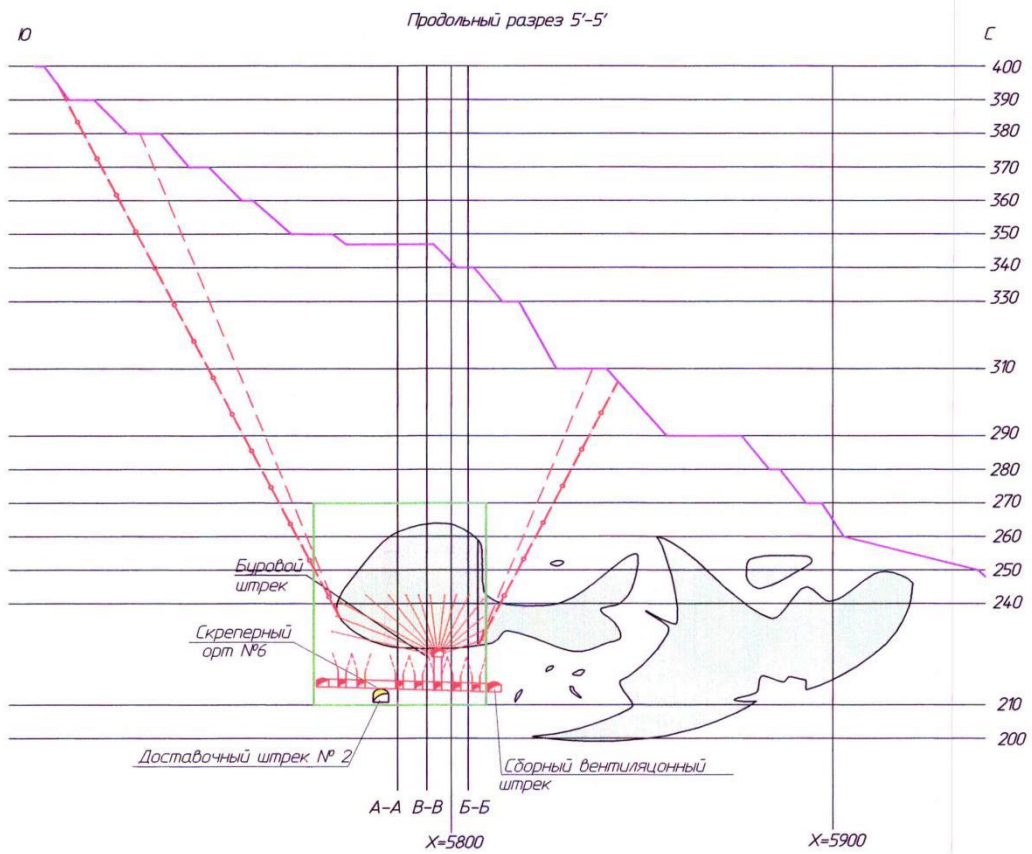 Продольный разрез 5'-5'
Ю
С
400
390
380
370
360
350
340
330
310
290
280
270
260
250
240
210
200
Буровой
штрек
Скреперный
орт №6
Доставочный штрек № 2
Сборный вентиляцонный
штрек
А-А
В-В
Б-Б
Х=5800
Х=5900